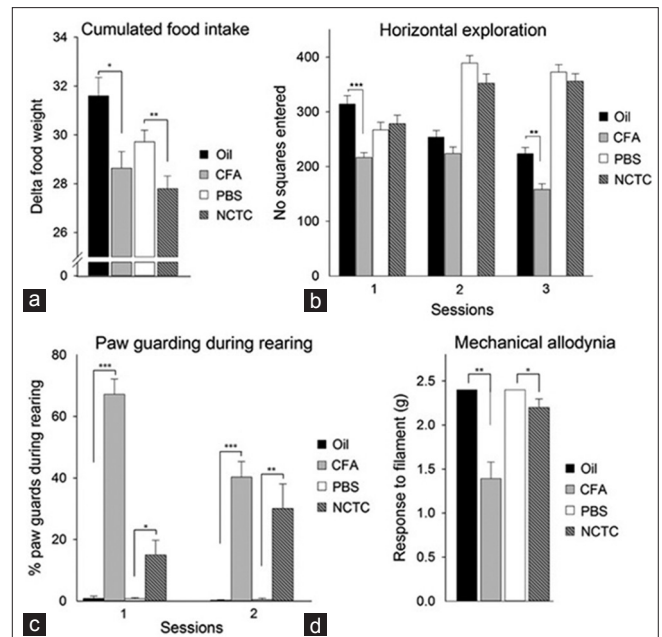 Cumulated food intake
Delta food weight
32
30
28
26
0
*
**
Oil
CFA
PBS
NCTC
a
Horizontal exploration
No squares entered
400
300
200
100
0
***
**
Oil
CFA
PBS
NCTC
1 2 3
Sessions
b
Paw guarding during rearing
% paw guards during rearing
80
60
40
20
0
***
*
***
**
Oil
CFA
PBS
NCTC
1 2
Sessions
c
Mechanical allodynia
Response to filament (g)
2.5
2.0
1.5
1.0
0.5
0.0
**
*
Oil
CFA
PBS
NCTC
d